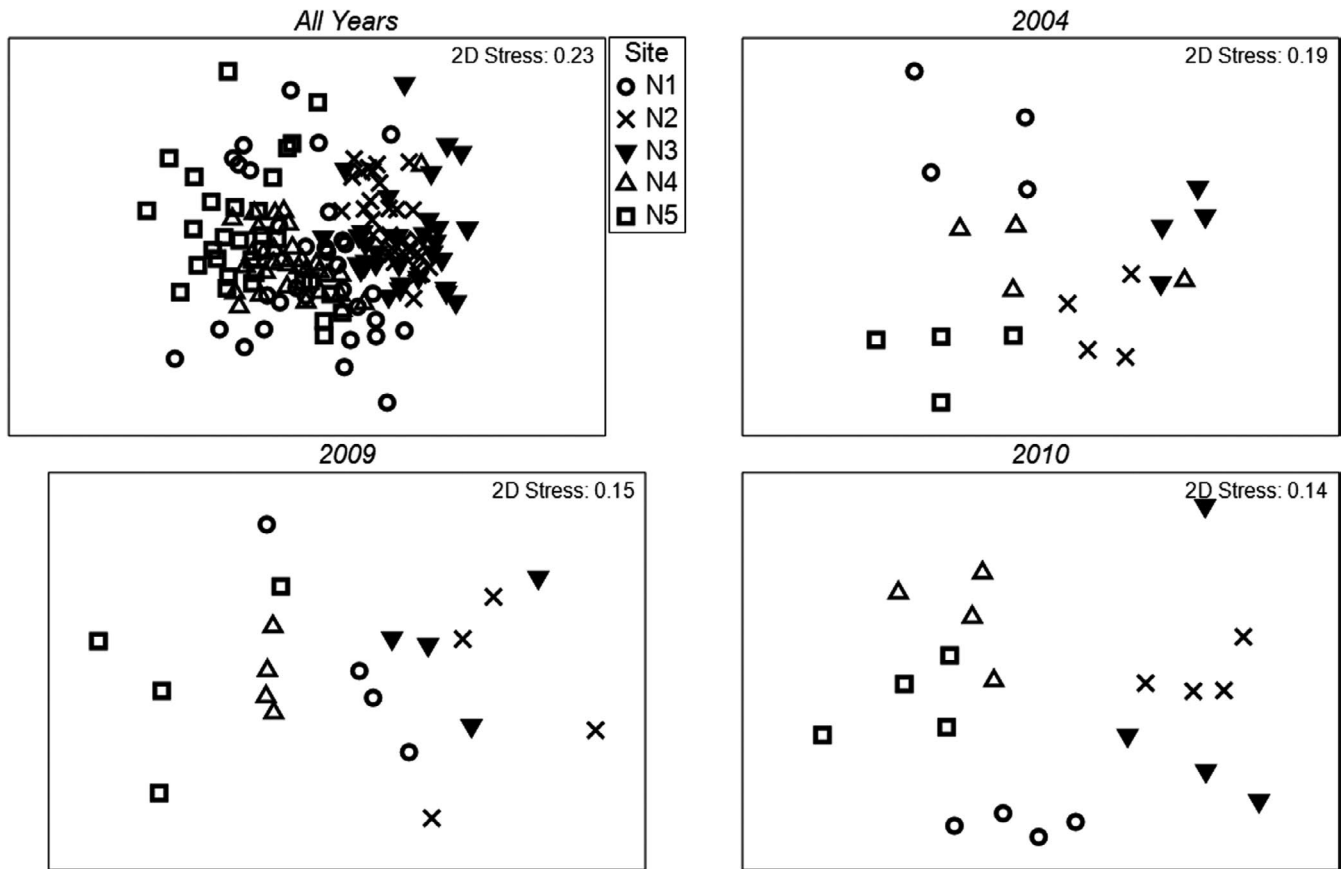 All Years
2D Stress: 0.23
Site
N1
N2
N3
N4
N5
2004
2D Stress: 0.19
2009
2D Stress: 0.15
2010
2D Stress: 0.14